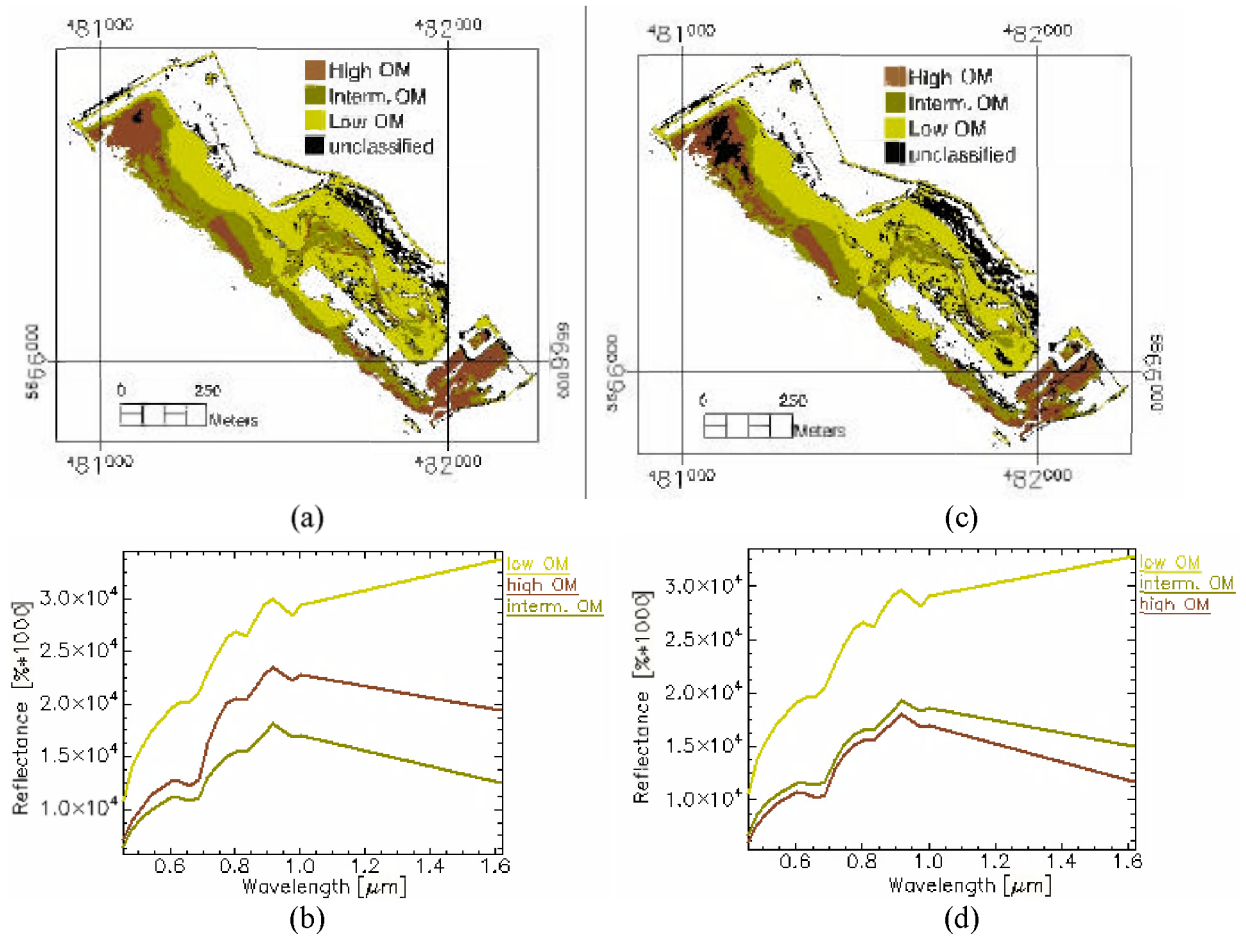 481000 482000
High OM
Interm. OM
Low OM
unclassified
5566000 5566000
0 250
Meters
481000 482000
(a)
481000 482000
High OM
Interm. OM
Low OM
unclassified
5566000 5566000
0 250
Meters
481000 482000
(c)
Reflectance [%*1000]
3.0×10⁴
2.5×10⁴
2.0×10⁴
1.5×10⁴
1.0×10⁴
low OM
high OM
interm. OM
0.6 0.8 1.0 1.2 1.4 1.6
Wavelength [μm]
(b)
Reflectance [%*1000]
3.0×10⁴
2.5×10⁴
2.0×10⁴
1.5×10⁴
1.0×10⁴
low OM
interm. OM
high OM
0.6 0.8 1.0 1.2 1.4 1.6
Wavelength [μm]
(d)